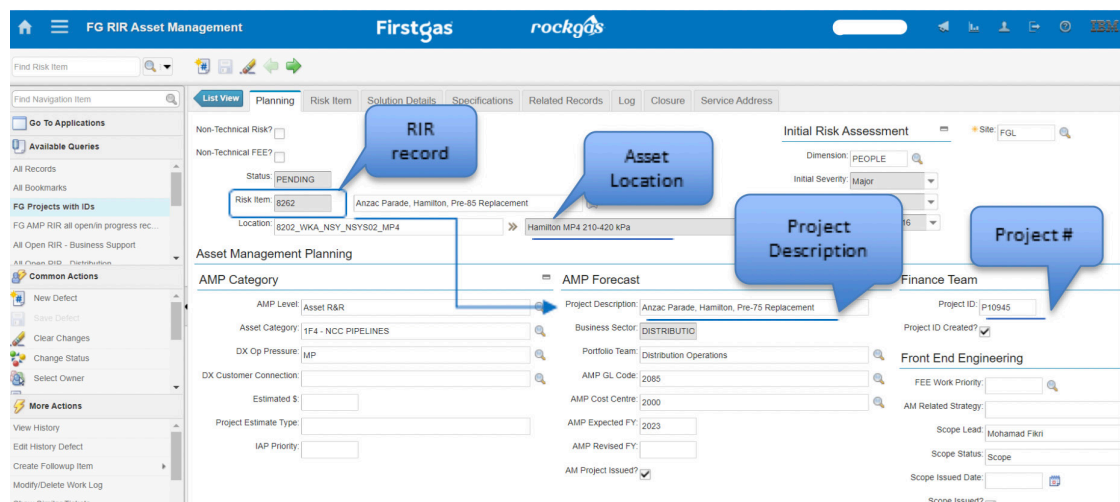 FG RIR Asset Management
Firstgas
rockgas
IBM
Find Risk Item
Find Navigation Item
Go To Applications
Available Queries
All Records
All Bookmarks
FG Projects with IDs
FG AMP RIR all open/in progress rec...
All Open RIR - Business Support
All Open RIR - Distribution
Common Actions
New Defect
Save Defect
Clear Changes
Change Status
Select Owner
More Actions
View History
Edit History Defect
Create Followup Item
Modify/Delete Work Log
List View Planning Risk Item Solution Details Specifications Related Records Log Closure Service Address
Non-Technical Risk?
Non-Technical FEE?
Status: PENDING
Risk Item: 8262 Anzac Parade, Hamilton, Pre-85 Replacement
Location: 8202_WKA_NSY_NSYS02_MP4 Hamilton MP4 210-420 kPa
RIR record
Asset Location
Project Description
Project #
Initial Risk Assessment
Site: FGL
Dimension: PEOPLE
Initial Severity: Major
16
Asset Management Planning
AMP Category
AMP Level: Asset R&R
Asset Category: 1F4 - NCC PIPELINES
DX Op Pressure: MP
DX Customer Connection:
Estimated $:
Project Estimate Type:
IAP Priority:
AMP Forecast
Project Description: Anzac Parade, Hamilton, Pre-75 Replacement
Business Sector: DISTRIBUTIO
Portfolio Team: Distribution Operations
AMP GL Code: 2085
AMP Cost Centre: 2000
AMP Expected FY: 2023
AMP Revised FY:
AM Project Issued?
Finance Team
Project ID: P10945
Project ID Created?
Front End Engineering
FEE Work Priority:
AM Related Strategy:
Scope Lead: Mohamad Fikri
Scope Status: Scope
Scope Issued Date:
Scope Issued?